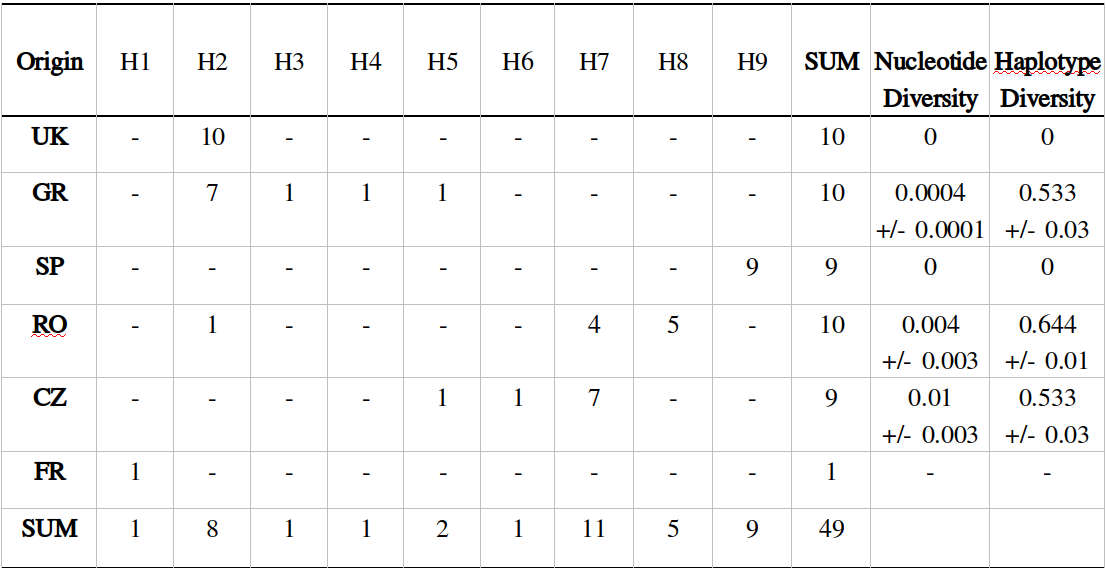 Origin H1 H2 H3 H4 H5 H6 H7 H8 H9 SUM Nucleotide Diversity Haplotype Diversity
UK - 10 - - - - - - - 10 0 0
GR - 7 1 1 1 - - - - 10 0.0004 +/- 0.0001 0.533 +/- 0.03
SP - - - - - - - - 9 9 0 0
RO - 1 - - - - 4 5 - 10 0.004 +/- 0.003 0.644 +/- 0.01
CZ - - - - 1 1 7 - - 9 0.01 +/- 0.003 0.533 +/- 0.03
FR 1 - - - - - - - - 1 - -
SUM 1 8 1 1 2 1 11 5 9 49